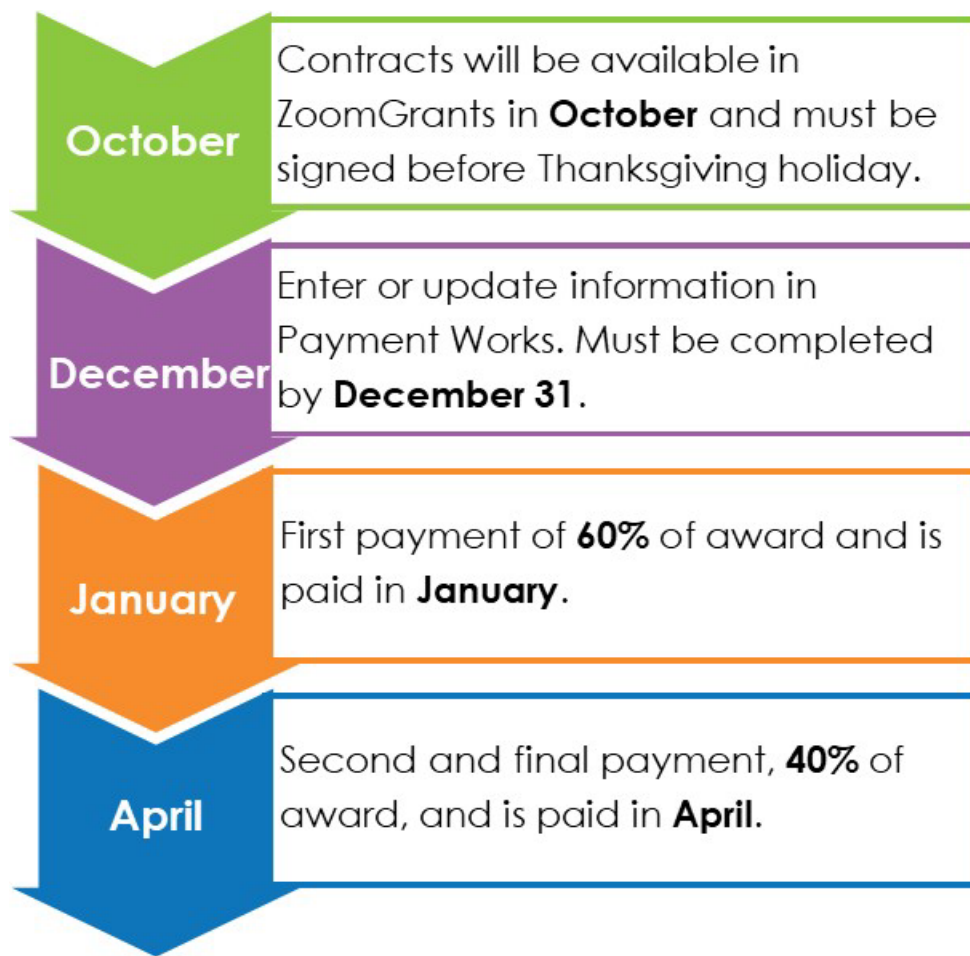 October
Contracts will be available in
ZoomGrants in October and must be
signed before Thanksgiving holiday.
December
Enter or update information in
Payment Works. Must be completed
by December 31.
January
First payment of 60% of award and is
paid in January.
April
Second and final payment, 40% of
award, and is paid in April.